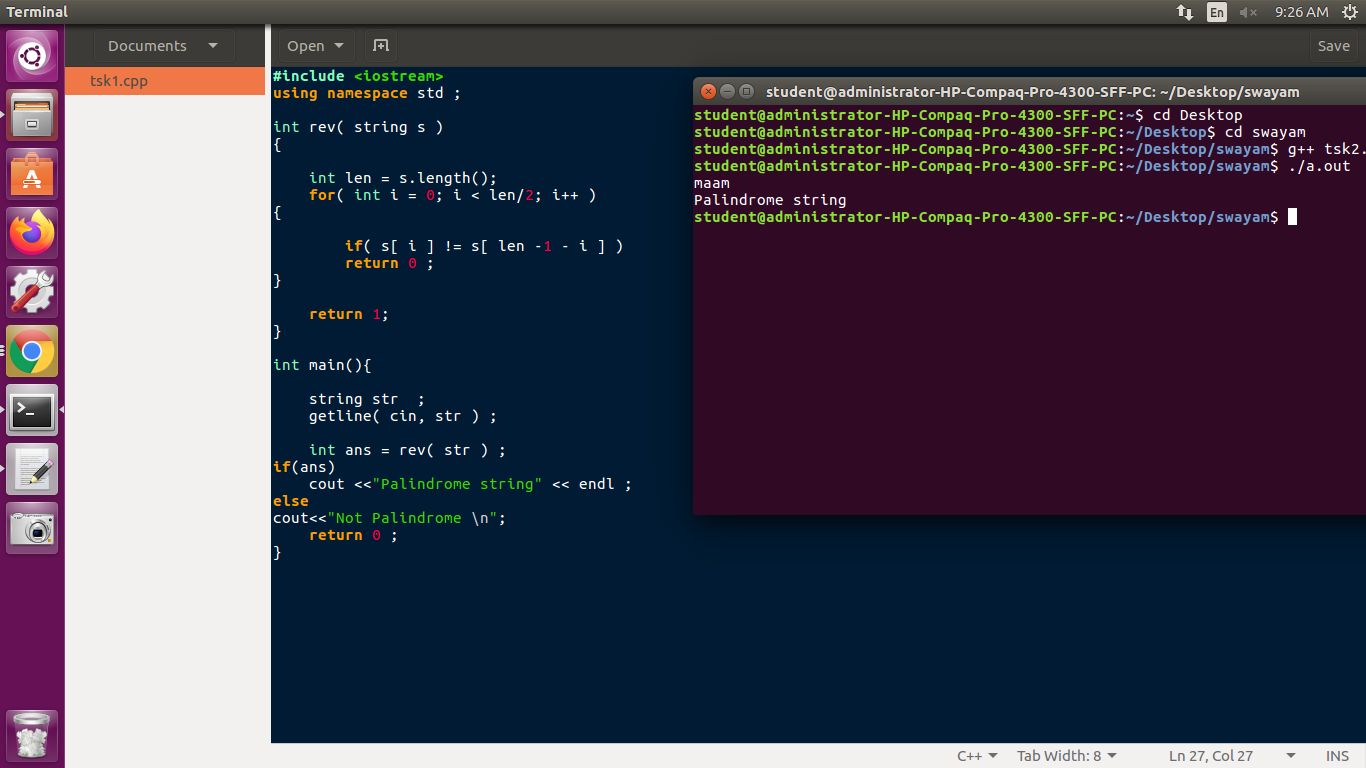 Terminal
En
9:26 AM
Documents
Open
Save
tsk1.cpp
#include <iostream>
using namespace std ;
int rev( string s )
{
    int len = s.length();
    for( int i = 0; i < len/2; i++ )
{
        if( s[ i ] != s[ len -1 - i ] )
        return 0 ;
}
    return 1;
}
int main(){
    string str  ;
    getline( cin, str ) ;
    int ans = rev( str ) ;
if(ans)
    cout <<"Palindrome string" << endl ;
else
cout<<"Not Palindrome \n";
    return 0 ;
}
student@administrator-HP-Compaq-Pro-4300-SFF-PC: ~/Desktop/swayam
student@administrator-HP-Compaq-Pro-4300-SFF-PC:~$ cd Desktop
student@administrator-HP-Compaq-Pro-4300-SFF-PC:~/Desktop$ cd swayam
student@administrator-HP-Compaq-Pro-4300-SFF-PC:~/Desktop/swayam$ g++ tsk2.
student@administrator-HP-Compaq-Pro-4300-SFF-PC:~/Desktop/swayam$ ./a.out
maam
Palindrome string
student@administrator-HP-Compaq-Pro-4300-SFF-PC:~/Desktop/swayam$
C++
Tab Width: 8
Ln 27, Col 27
INS